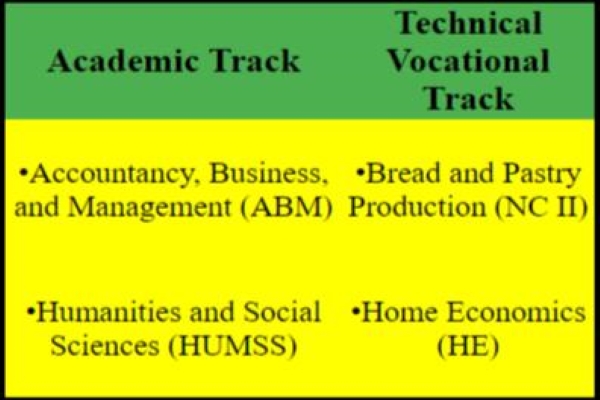 Academic Track
Technical
Vocational
Track
•Accountancy, Business,
and Management (ABM)
•Bread and Pastry
Production (NC II)
•Humanities and Social
Sciences (HUMSS)
•Home Economics
(HE)